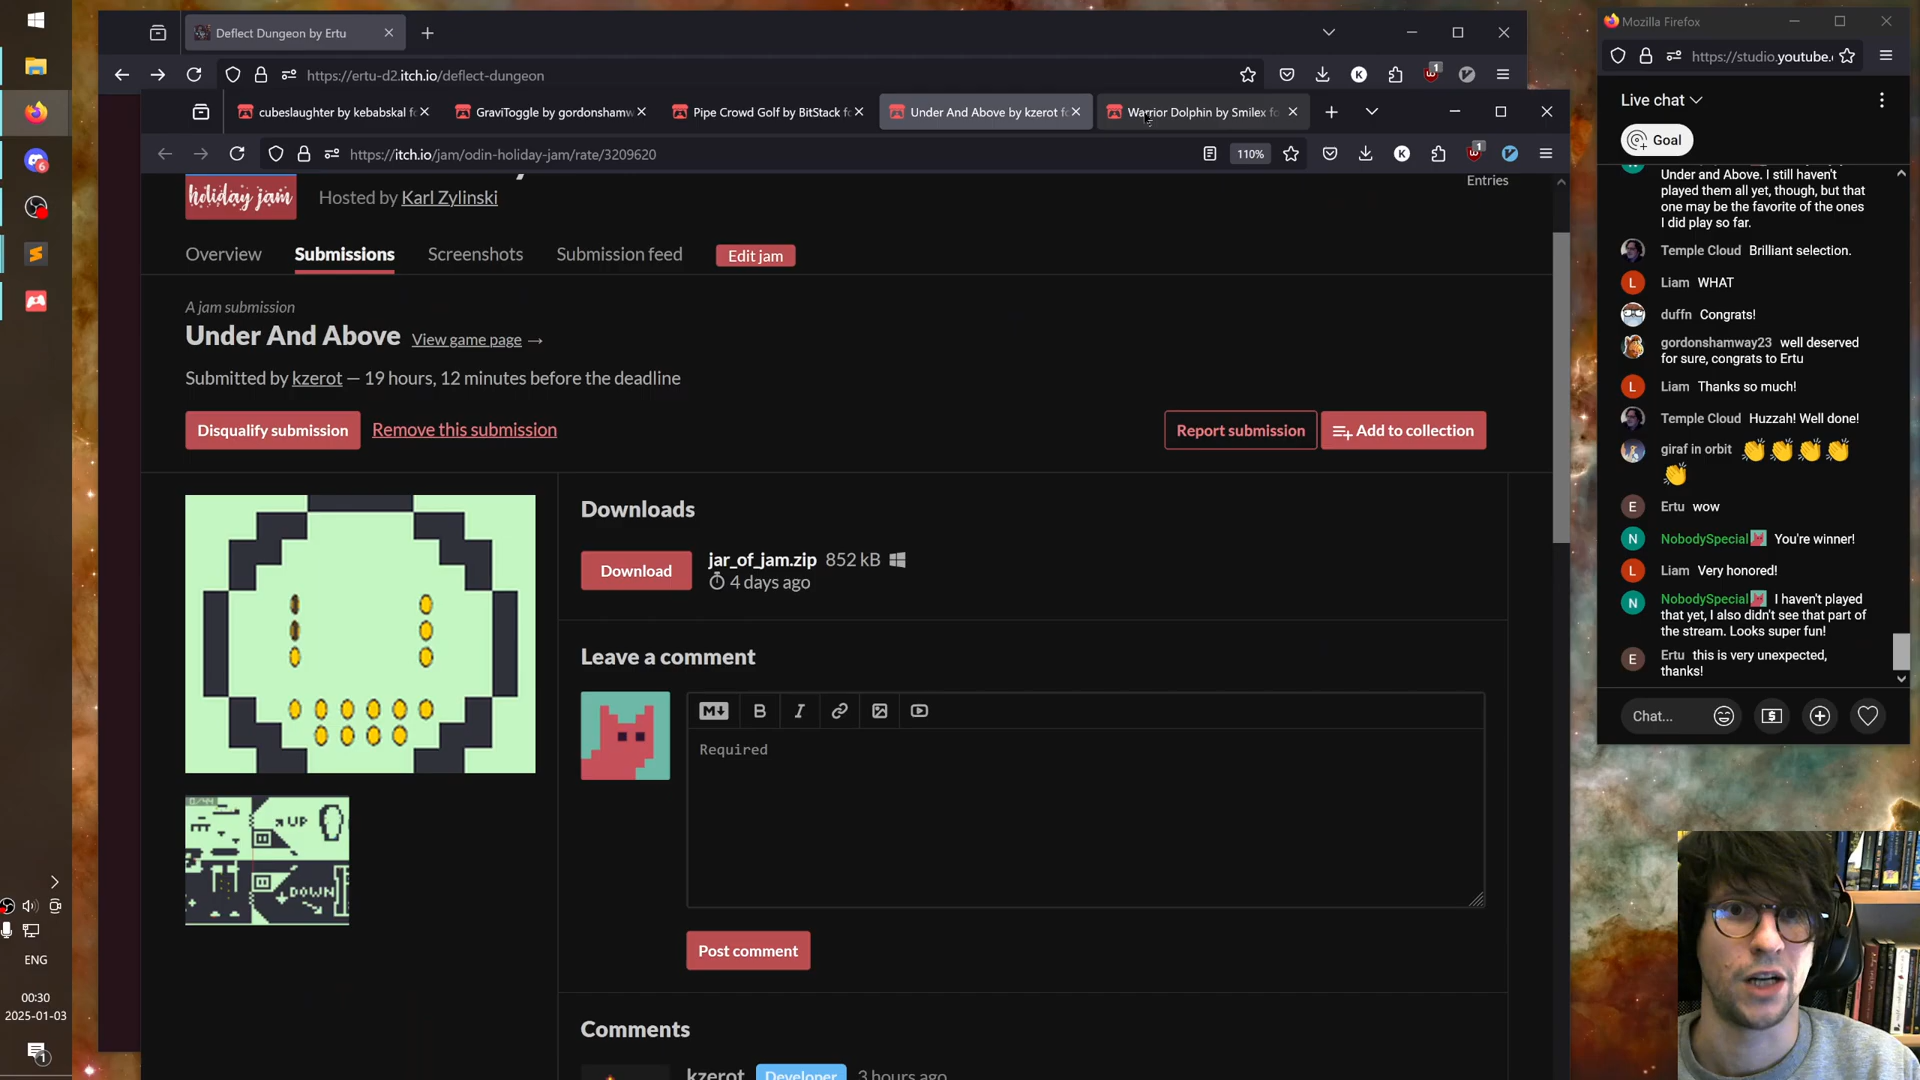 Deflect Dungeon by Ertu
https://ertu-d2.itch.io/deflect-dungeon
1
cubeslaughter by kebabskal fo
GraviToggle by gordonshamw
Pipe Crowd Golf by BitStack fo
Under And Above by kzerot fo
Warrior Dolphin by Smilex fo
https://itch.io/jam/odin-holiday-jam/rate/3209620
110%
1
holiday jam
Hosted by Karl Zylinski
Entries
Overview
Submissions
Screenshots
Submission feed
Edit jam
A jam submission
Under And Above
View game page →
Submitted by kzerot — 19 hours, 12 minutes before the deadline
Disqualify submission
Remove this submission
Report submission
Add to collection
Downloads
Download
jar_of_jam.zip 852 kB
4 days ago
Leave a comment
M
B
I
Required
UP
DOWN
Post comment
Comments
kzerot
Developer
3 hours ago
Mozilla Firefox
https://studio.youtube.
Live chat
Goal
Under and Above. I still haven't
played them all yet, though, but that
one may be the favorite of the ones
I did play so far.
Temple Cloud Brilliant selection.
L
Liam WHAT
duffn Congrats!
gordonshamway23 well deserved
for sure, congrats to Ertu
L
Liam Thanks so much!
Temple Cloud Huzzah! Well done!
giraf in orbit 👏👏👏👏
👏
E
Ertu wow
N
NobodySpecial You're winner!
L
Liam Very honored!
N
NobodySpecial I haven't played
that yet, I also didn't see that part of
the stream. Looks super fun!
E
Ertu this is very unexpected,
thanks!
Chat...
6
ENG
00:30
2025-01-03
1